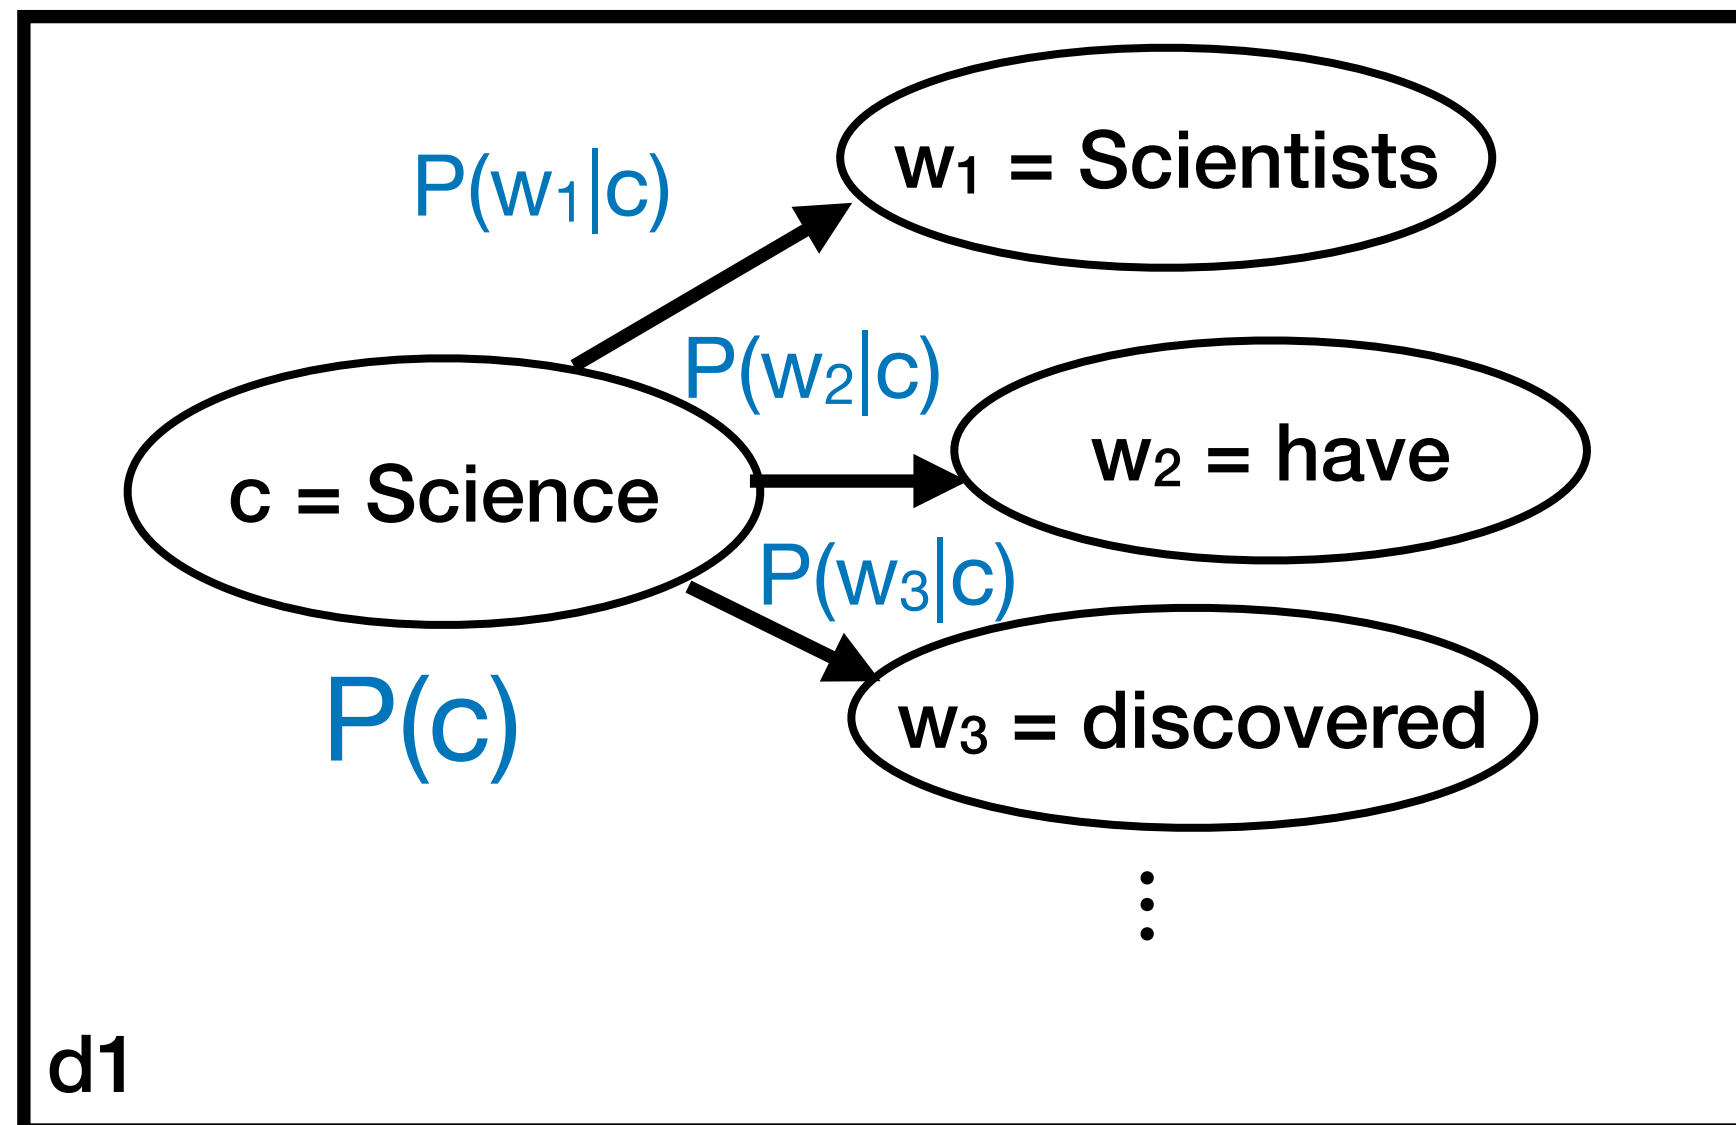 w₁ = Scientists
P(w₁|c)
P(w₂|c)
w₂ = have
c = Science
P(w₃|c)
P(c)
w₃ = discovered
⋮
d1